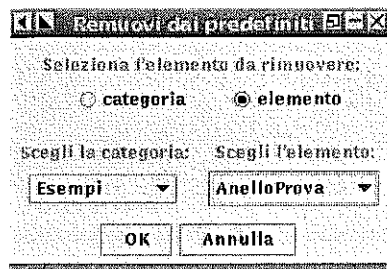 Rimuovi dai predefiniti
Seleziona l'elemento da rimuovere:
categoria elemento
Scegli la categoria: Scegli l'elemento:
Esempi AnelloProva
OK Annulla